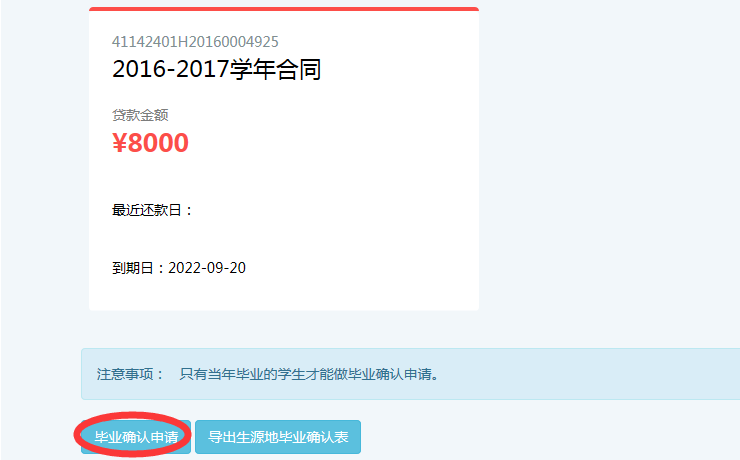 41142401H20160004925
2016-2017学年合同
贷款金额
¥8000
最近还款日：
到期日：2022-09-20
注意事项： 只有当年毕业的学生才能做毕业确认申请。
毕业确认申请 导出生源地毕业确认表